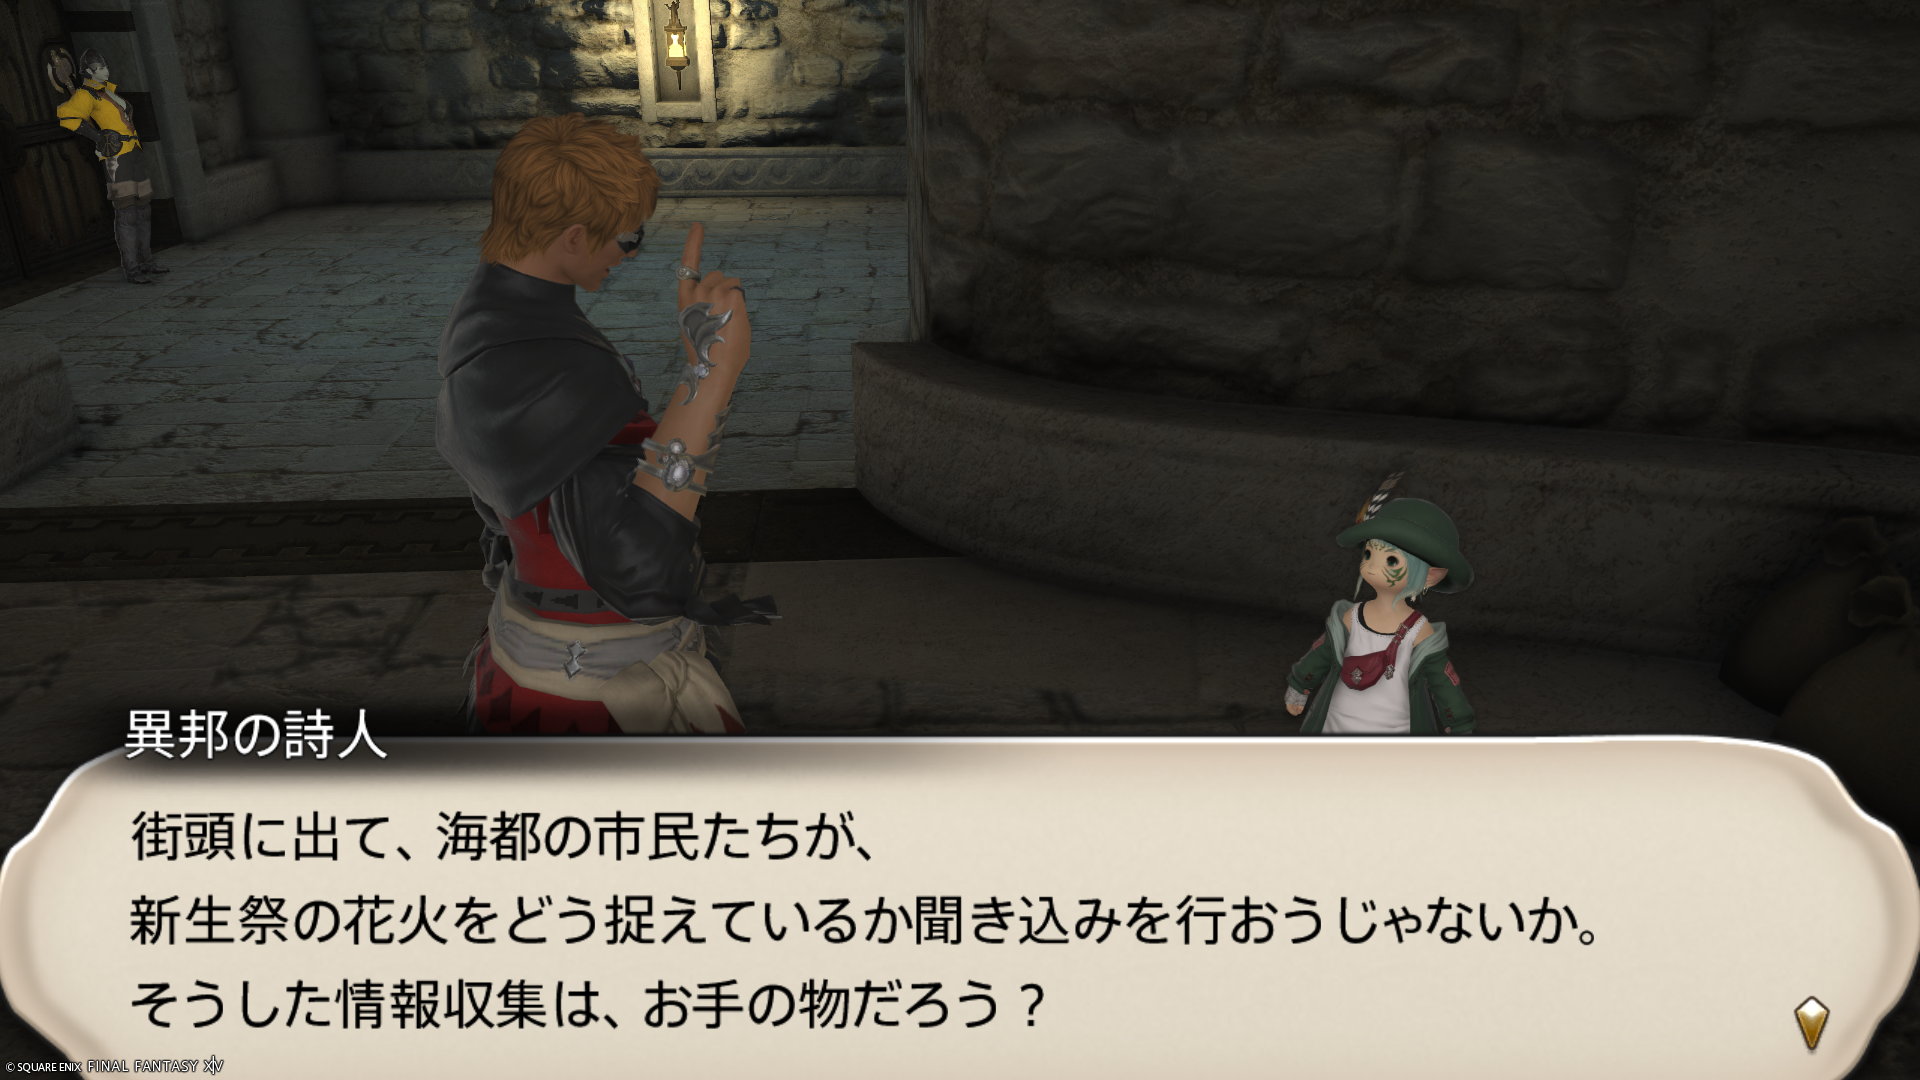 異邦の詩人
街頭に出て、海都の市民たちが、
新生祭の花火をどう捉えているか聞き込みを行おうじゃないか。
そうした情報収集は、お手の物だろう？
© SQUARE ENIX FINAL FANTASY XIV